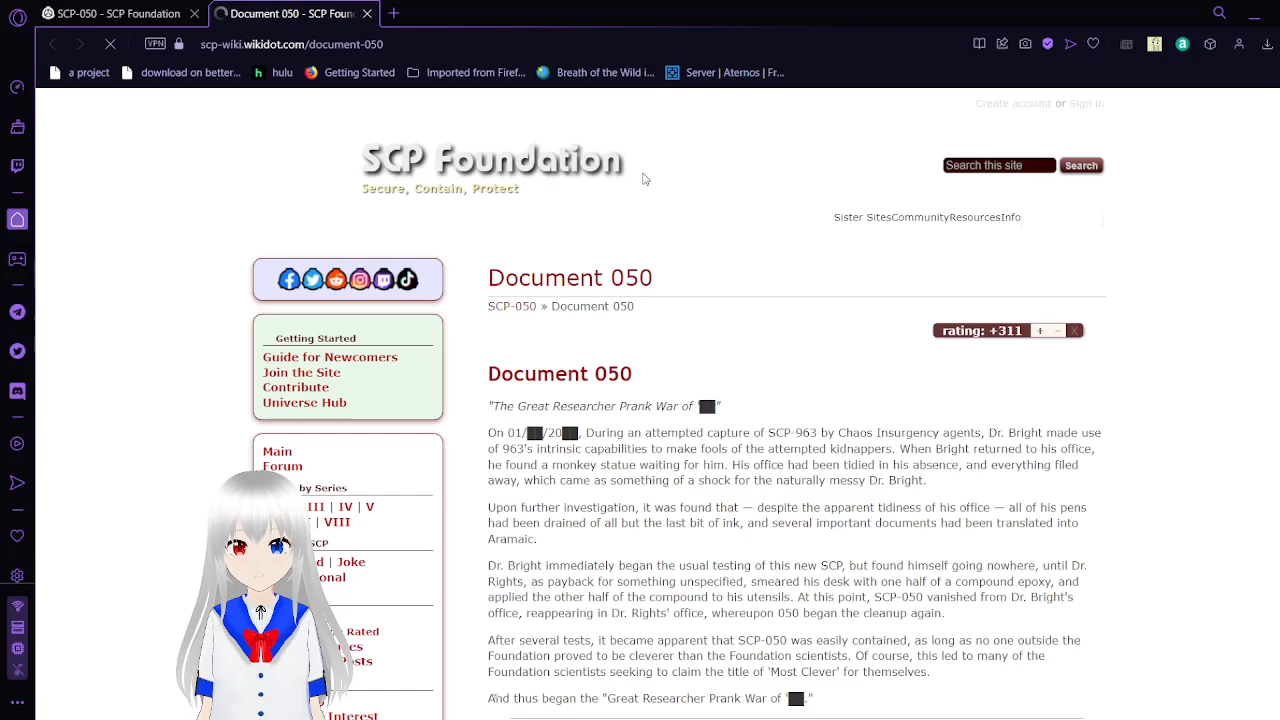 SCP-050 - SCP Foundation
Document 050 - SCP Foun
VPN
scp-wiki.wikidot.com/document-050
a project
download on better...
hulu
Getting Started
Imported from Firef...
Breath of the Wild i...
Server | Aternos | Fr...
Create account or Sign in
SCP Foundation
Secure, Contain, Protect
Search this site
Search
Sister SitesCommunityResourcesInfo
Getting Started
Guide for Newcomers
Join the Site
Contribute
Universe Hub
Main
Forum
by Series
III | IV | V
| VIII
SCP
d | Joke
onal
Rated
es
Posts
Interest
Document 050
SCP-050 » Document 050
rating: +311 + – X
Document 050
"The Great Researcher Prank War of '██"
On 01/██/20██, During an attempted capture of SCP-963 by Chaos Insurgency agents, Dr. Bright made use
of 963's intrinsic capabilities to make fools of the attempted kidnappers. When Bright returned to his office,
he found a monkey statue waiting for him. His office had been tidied in his absence, and everything filed
away, which came as something of a shock for the naturally messy Dr. Bright.
Upon further investigation, it was found that — despite the apparent tidiness of his office — all of his pens
had been drained of all but the last bit of ink, and several important documents had been translated into
Aramaic.
Dr. Bright immediately began the usual testing of this new SCP, but found himself going nowhere, until Dr.
Rights, as payback for something unspecified, smeared his desk with one half of a compound epoxy, and
applied the other half of the compound to his utensils. At this point, SCP-050 vanished from Dr. Bright's
office, reappearing in Dr. Rights' office, whereupon 050 began the cleanup again.
After several tests, it became apparent that SCP-050 was easily contained, as long as no one outside the
Foundation proved to be cleverer than the Foundation scientists. Of course, this led to many of the
Foundation scientists seeking to claim the title of 'Most Clever' for themselves.
And thus began the "Great Researcher Prank War of '██."